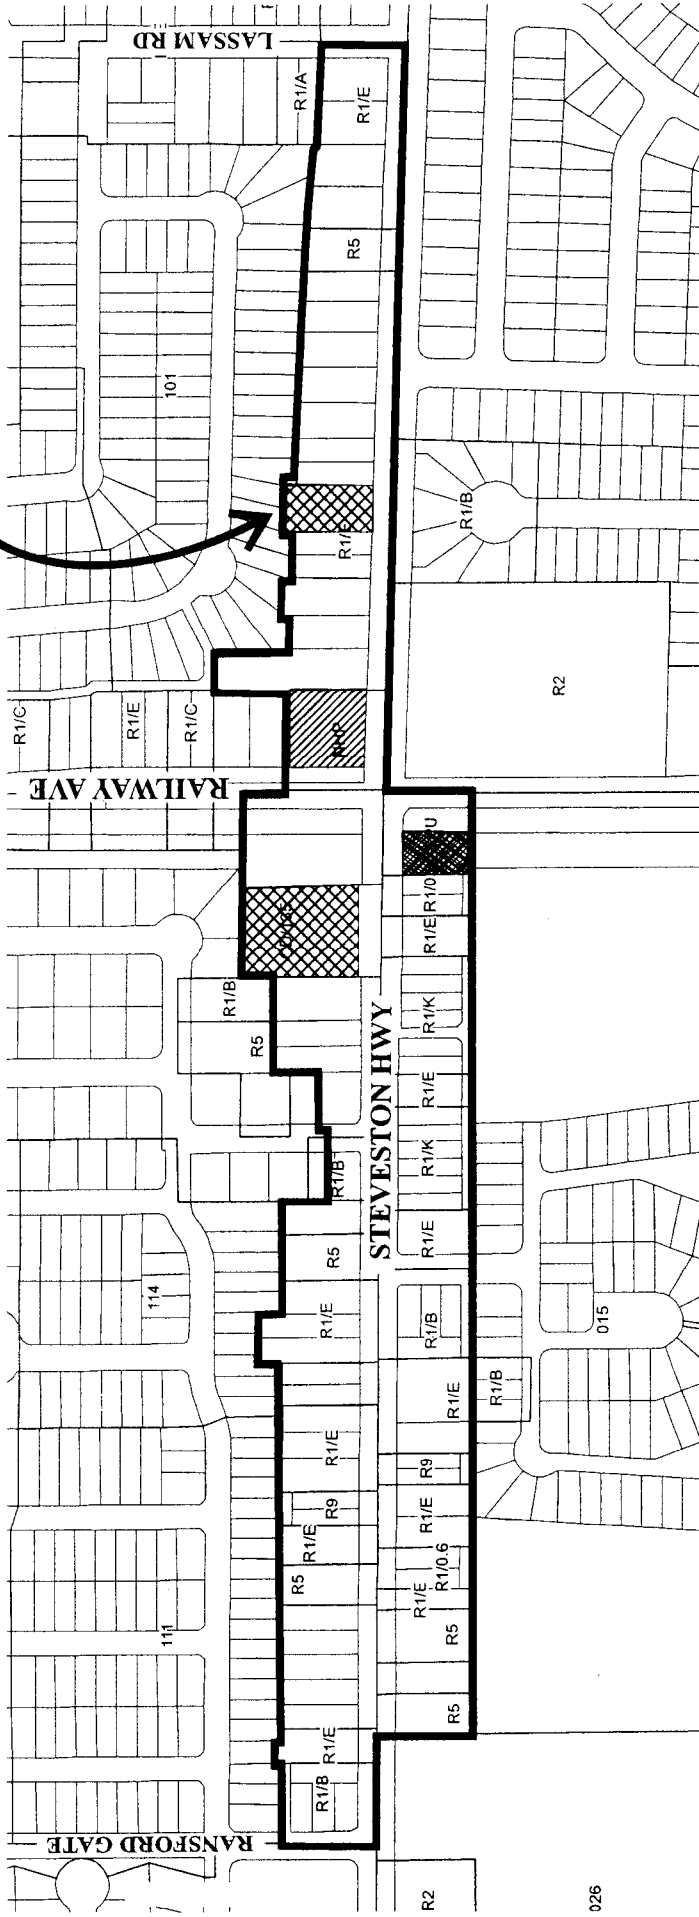 LASSAM RD
R1/A
R1/E
R5
101
R1/E
R1/B
R2
R1/C
R1/E
R1/C
RAILWAY AVE
R1/0
R1/E
R1/B
R5
R1/K
R1/E
R1/K
R1/E
STEVESTON HWY
R1/B
R5
R1/E
114
R1/B
R1/B
R1/E
015
R1/E
R9
R9
R1/E
R1/E
R1/0.6
R1/E
R5
R5
R5
111
R1/E
R1/B
RANSFORD GATE
R2
026